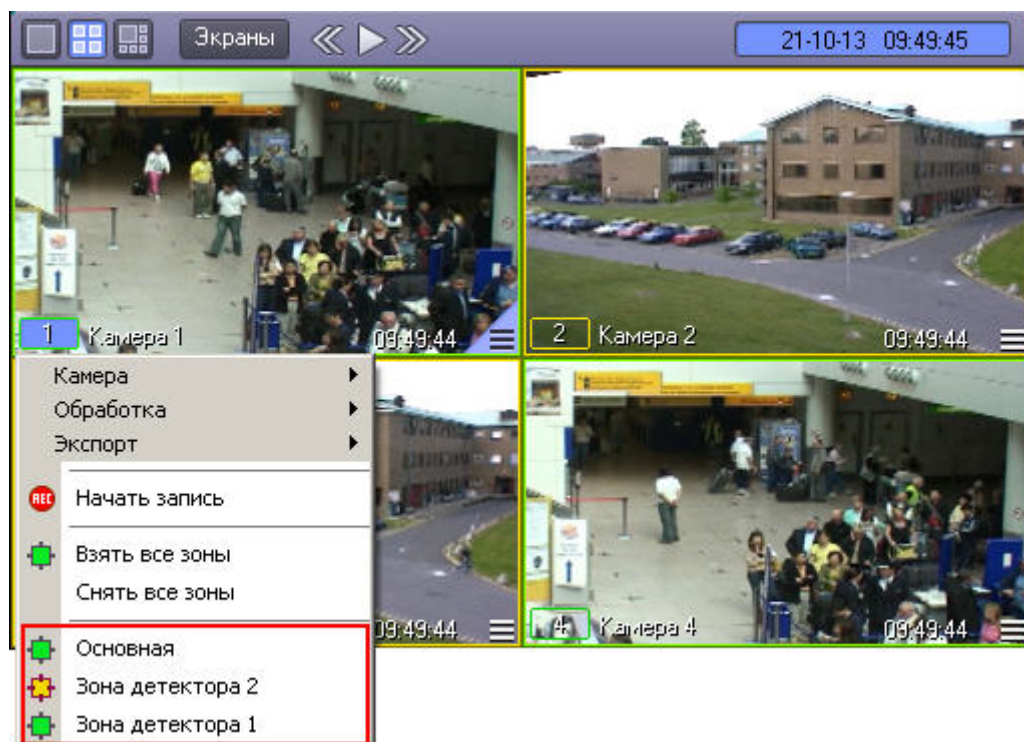 Экраны
21-10-13 09:49:45
1 Камера 1 09:49:44
2 Камера 2 09:49:44
Камера
Обработка
Экспорт
REC Начать запись
Взять все зоны
Снять все зоны
09:49:44
4 Камера 4 09:49:44
Основная
Зона детектора 2
Зона детектора 1